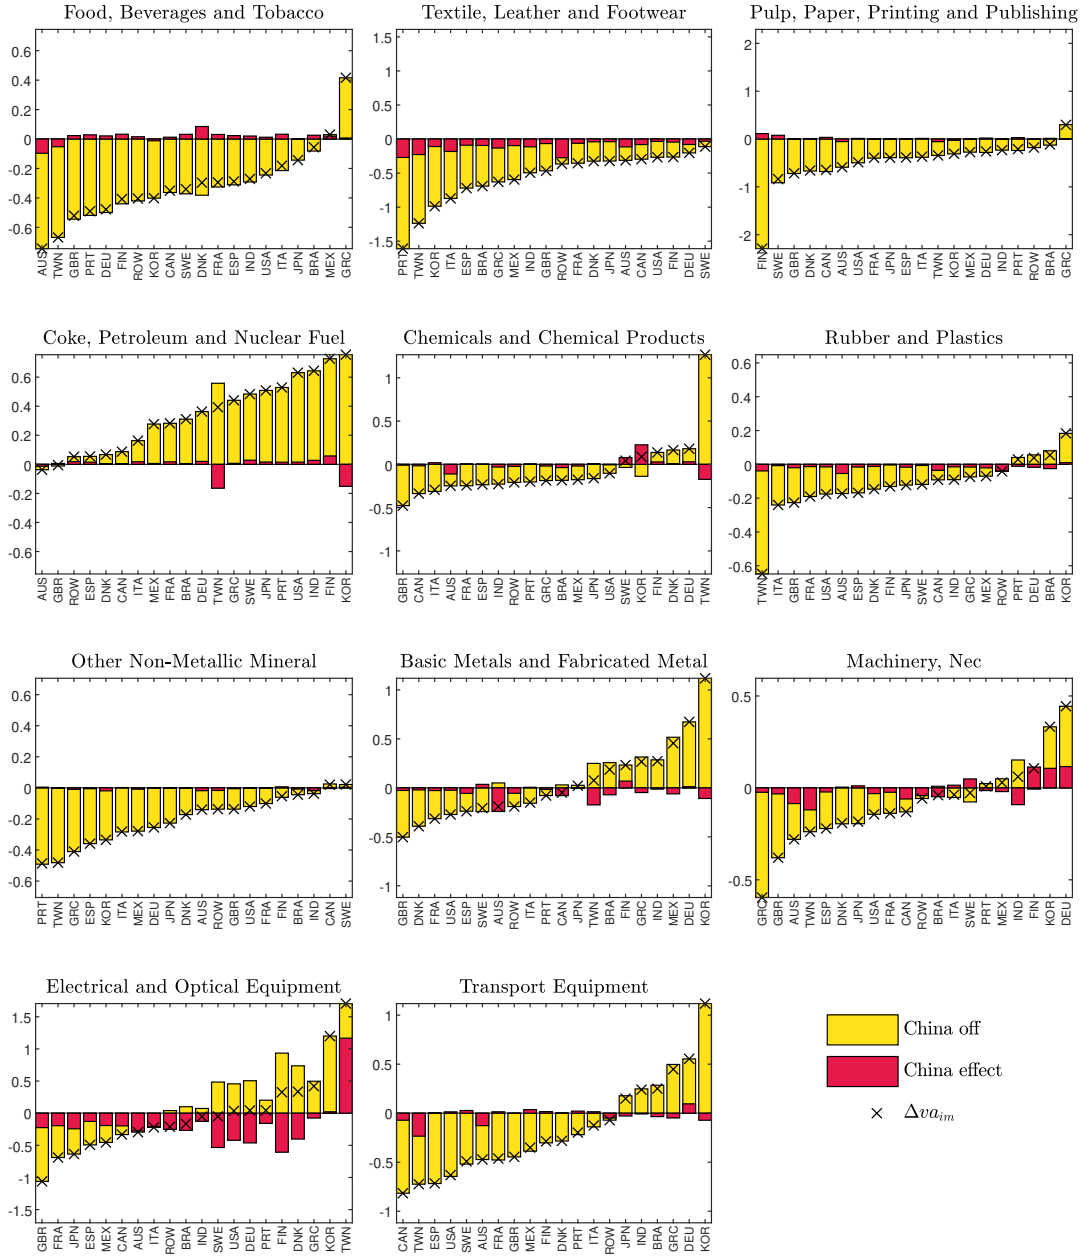 Food, Beverages and Tobacco
0.6
0.4
0.2
0
-0.2
-0.4
-0.6
AUS TWN GBR PRT DEU FIN ROW KOR CAN SWE DNK FRA ESP IND USA ITA JPN BRA MEX GRC
Textile, Leather and Footwear
1.5
1
0.5
0
-0.5
-1
-1.5
PRT TWN KOR ITA ESP BRA GRC MEX IND GBR ROW FRA DNK JPN AUS CAN USA FIN DEU SWE
Pulp, Paper, Printing and Publishing
2
1
0
-1
-2
FIN SWE GBR DNK CAN AUS USA FRA JPN ESP ITA TWN KOR MEX DEU IND PRT ROW BRA GRC
Coke, Petroleum and Nuclear Fuel
0.6
0.4
0.2
0
-0.2
-0.4
-0.6
AUS GBR ROW ESP DNK CAN ITA MEX FRA BRA DEU TWN GRC SWE JPN PRT USA IND FIN KOR
Chemicals and Chemical Products
1
0.5
0
-0.5
-1
GBR CAN ITA AUS FRA ESP IND ROW PRT GRC BRA MEX JPN USA SWE KOR FIN DNK DEU TWN
Rubber and Plastics
0.6
0.4
0.2
0
-0.2
-0.4
-0.6
TWN ITA GBR FRA USA AUS ESP DNK FIN JPN SWE CAN IND GRC MEX ROW PRT DEU BRA KOR
Other Non-Metallic Mineral
0.6
0.4
0.2
0
-0.2
-0.4
-0.6
PRT TWN GRC ESP KOR ITA MEX DEU JPN DNK AUS ROW GBR USA FRA FIN BRA IND CAN SWE
Basic Metals and Fabricated Metal
1
0.5
0
-0.5
-1
GBR DNK FRA USA ESP SWE AUS ROW ITA PRT CAN JPN TWN BRA FIN GRC IND MEX DEU KOR
Machinery, Nec
0.5
0
-0.5
GRC GBR AUS TWN ESP DNK JPN USA FRA CAN ROW BRA ITA SWE PRT MEX IND FIN KOR DEU
Electrical and Optical Equipment
1.5
1
0.5
0
-0.5
-1
-1.5
GBR FRA JPN ESP MEX CAN AUS ITA ROW BRA IND SWE USA DEU PRT FIN DNK GRC KOR TWN
Transport Equipment
1
0.5
0
-0.5
-1
CAN TWN ESP USA SWE AUS FRA GBR MEX FIN DNK PRT ITA ROW JPN IND BRA GRC DEU KOR
China off
China effect
× Δva_im